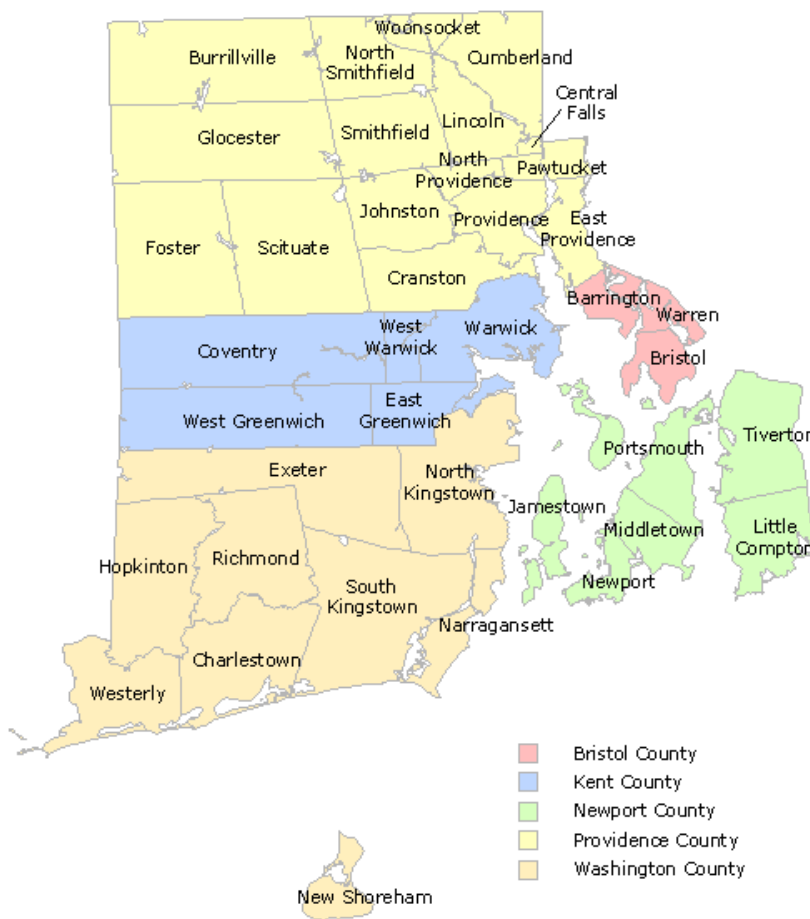 Woonsocket
Burrillville
North
Smithfield
Cumberland
Central
Falls
Glocester
Smithfield
Lincoln
North
Providence
Pawtucket
Johnston
Providence
East
Providence
Foster
Scituate
Cranston
Barrington
Warren
Bristol
Coventry
West
Warwick
Warwick
West Greenwich
East
Greenwich
Tiverton
Portsmouth
Exeter
North
Kingstown
Jamestown
Middletown
Little
Compton
Hopkinton
Richmond
South
Kingstown
Newport
Narragansett
Charlestown
Westerly
Bristol County
Kent County
Newport County
Providence County
Washington County
New Shoreham